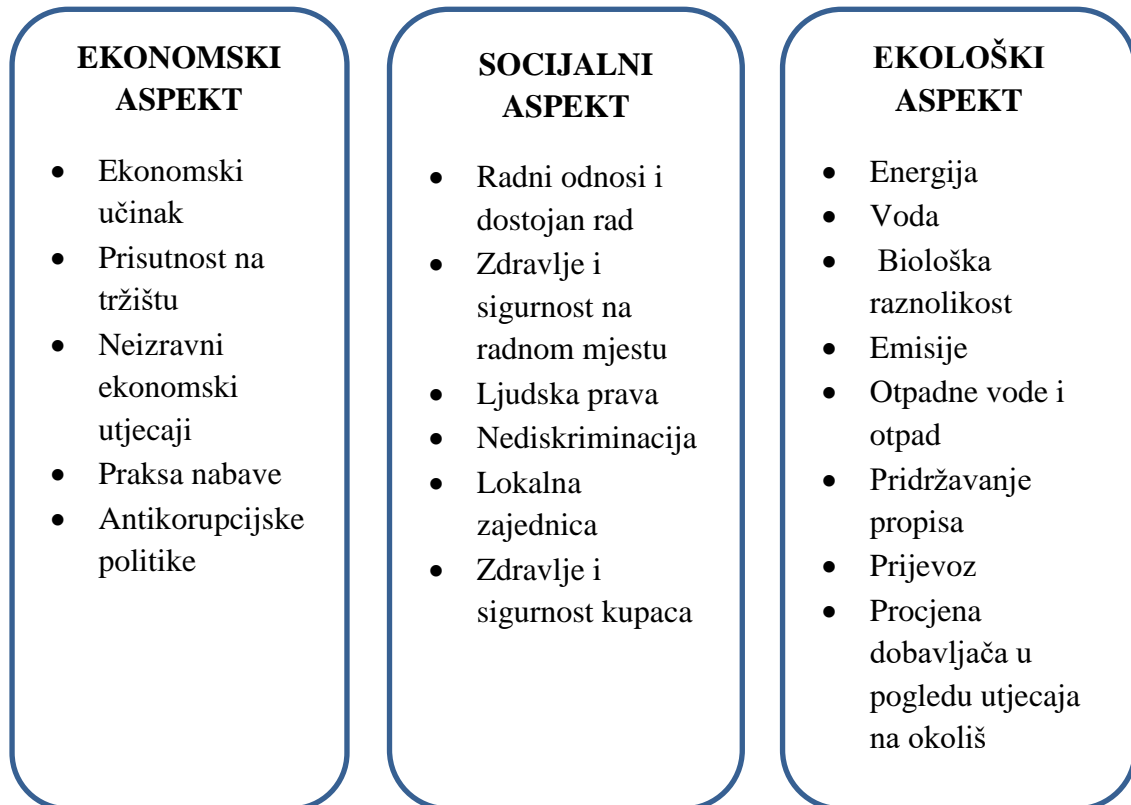 EKONOMSKI
ASPEKT
• Ekonomski
učinak
• Prisutnost na
tržištu
• Neizravni
ekonomski
utjecaji
• Praksa nabave
• Antikorupcijske
politike
SOCIJALNI
ASPEKT
• Radni odnosi i
dostojan rad
• Zdravlje i
sigurnost na
radnom mjestu
• Ljudska prava
• Nediskriminacija
• Lokalna
zajednica
• Zdravlje i
sigurnost kupaca
EKOLOŠKI
ASPEKT
• Energija
• Voda
• Biološka
raznolikost
• Emisije
• Otpadne vode i
otpad
• Pridržavanje
propisa
• Prijevoz
• Procjena
dobavljača u
pogledu utjecaja
na okoliš